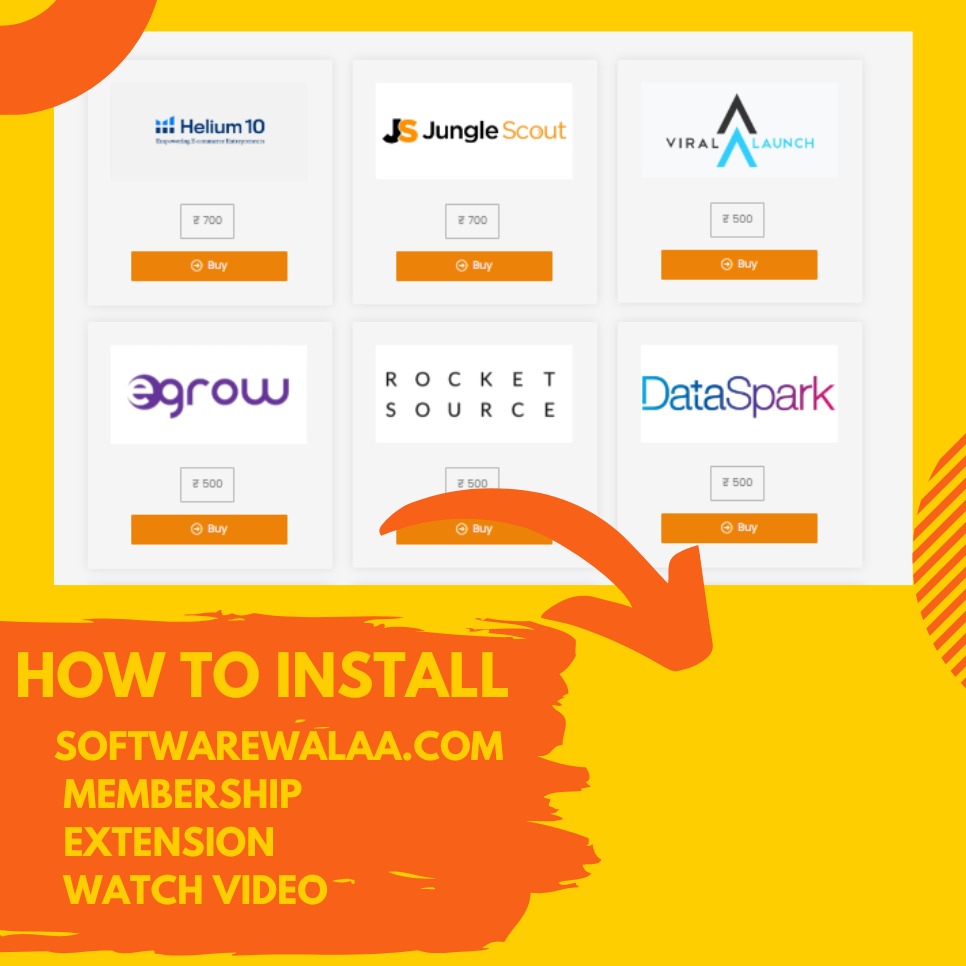 Helium 10
Empowering E-commerce Entrepreneurs
₹ 700
Buy
JS Jungle Scout
₹ 700
Buy
VIRAL LAUNCH
₹ 500
Buy
egrow
₹ 500
Buy
ROCKET
SOURCE
₹ 500
Buy
DataSpark
₹ 500
Buy
HOW TO INSTALL
SOFTWAREWALAA.COM
MEMBERSHIP
EXTENSION
WATCH VIDEO